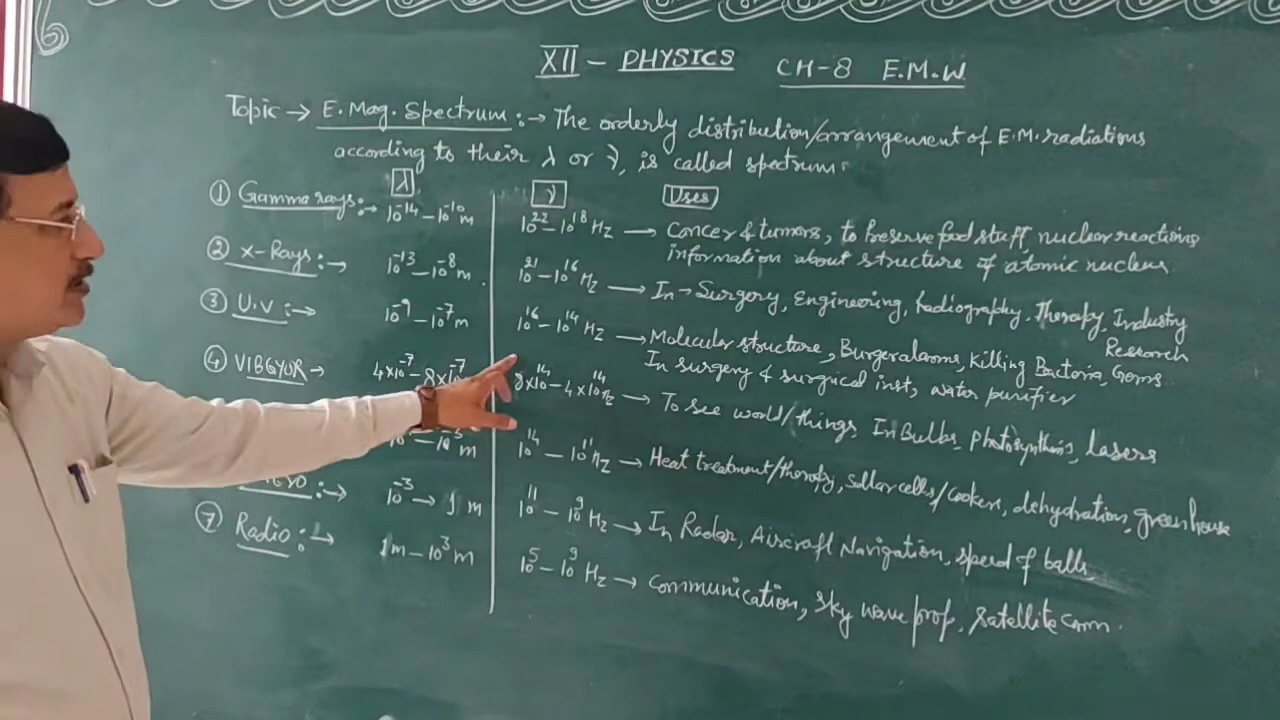 XII - PHYSICS CH-8 E.M.W
Topic → E. Mag. Spectrum :→ The orderly distribution/arrangement of E.M. radiations
according to their λ or ν, is called spectrum.
λ ν Uses
① Gamma rays :→ 10⁻¹⁴ – 10⁻¹⁰ m 10²² – 10¹⁸ Hz → Cancer & tumors, to Preserve food stuff nuclear reactions
information about structure of atomic nucleus
② X-Rays :→ 10⁻¹³ – 10⁻⁸ m 10²¹ – 10¹⁶ Hz → In → Surgery, Engineering, Radiography, Therapy, Industry
Research
③ U.V :→ 10⁻⁹ – 10⁻⁷ m 10¹⁶ – 10¹⁴ Hz → Molecular structure, Burgeralarms, Killing Bacteria, Germs
In surgery & surgical inst, water purifier
④ VIBGYOR → 4×10⁻⁷ – 8×10⁻⁷ 8×10¹⁴ – 4×10¹⁴ Hz → To see world/things, In Bulbs, Photosynthesis, lasers
m 10¹⁴ – 10¹¹ Hz → Heat treatment/therapy, Sollar cells/cookers, dehydration, green house
:→ 10⁻³ → 1 m 10¹¹ – 10⁹ Hz → In Radar, Aircraft Navigation, speed of balls
⑦ Radio :→ 1m – 10³ m 10⁵ – 10⁹ Hz → Communication, sky wave prop, satellite comm.